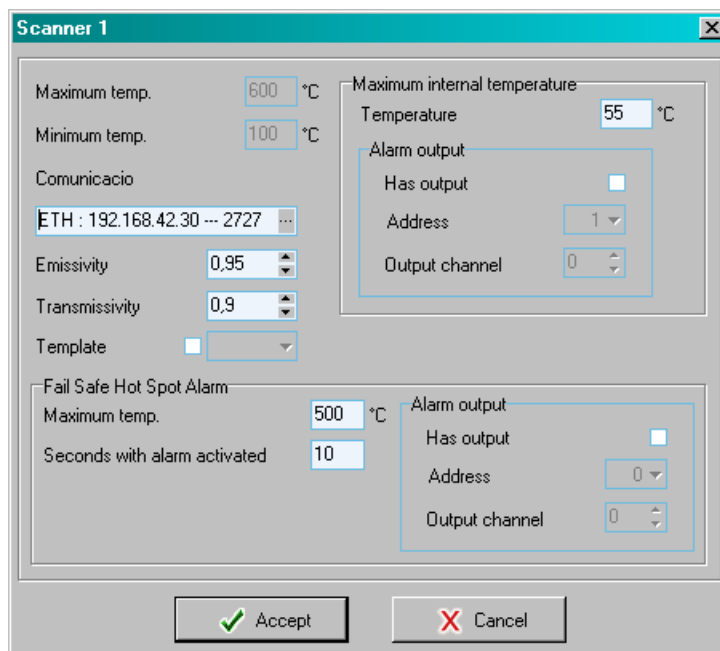 Scanner 1
Maximum temp. 600 °C
Minimum temp. 100 °C
Comunicacio
ETH : 192.168.42.30 --- 2727 ...
Emissivity 0,95
Transmissivity 0,9
Template
Maximum internal temperature
Temperature 55 °C
Alarm output
Has output
Address 1
Output channel 0
Fail Safe Hot Spot Alarm
Maximum temp. 500 °C
Seconds with alarm activated 10
Alarm output
Has output
Address 0
Output channel 0
Accept
Cancel